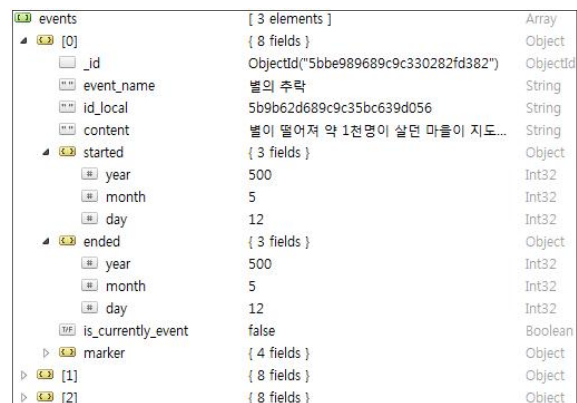 events [ 3 elements ] Array
[0] { 8 fields } Object
_id ObjectId("5bbe989689c9c330282fd382") ObjectId
"" event_name 별의 추락 String
"" id_local 5b9b62d689c9c35bc639d056 String
"" content 별이 떨어져 약 1천명이 살던 마을이 지도... String
started { 3 fields } Object
# year 500 Int32
# month 5 Int32
# day 12 Int32
ended { 3 fields } Object
# year 500 Int32
# month 5 Int32
# day 12 Int32
T/F is_currently_event false Boolean
marker { 4 fields } Object
[1] { 8 fields } Object
[2] { 8 fields } Object